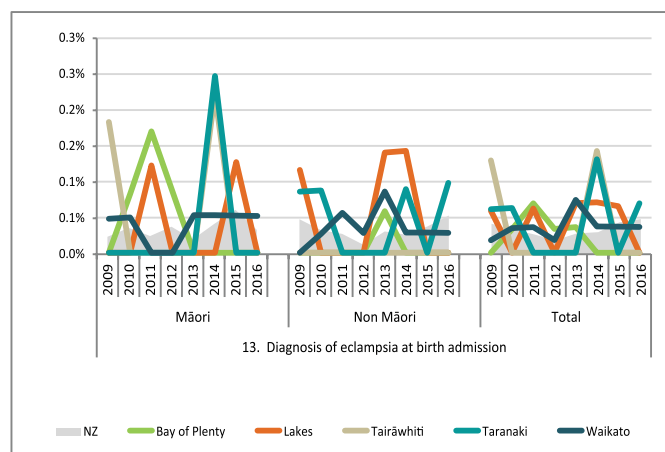 0.3%
0.3%
0.2%
0.2%
0.1%
0.1%
0.0%
2009 2010 2011 2012 2013 2014 2015 2016 2009 2010 2011 2012 2013 2014 2015 2016 2009 2010 2011 2012 2013 2014 2015 2016
Māori Non Māori Total
13. Diagnosis of eclampsia at birth admission
NZ Bay of Plenty Lakes Tairāwhiti Taranaki Waikato